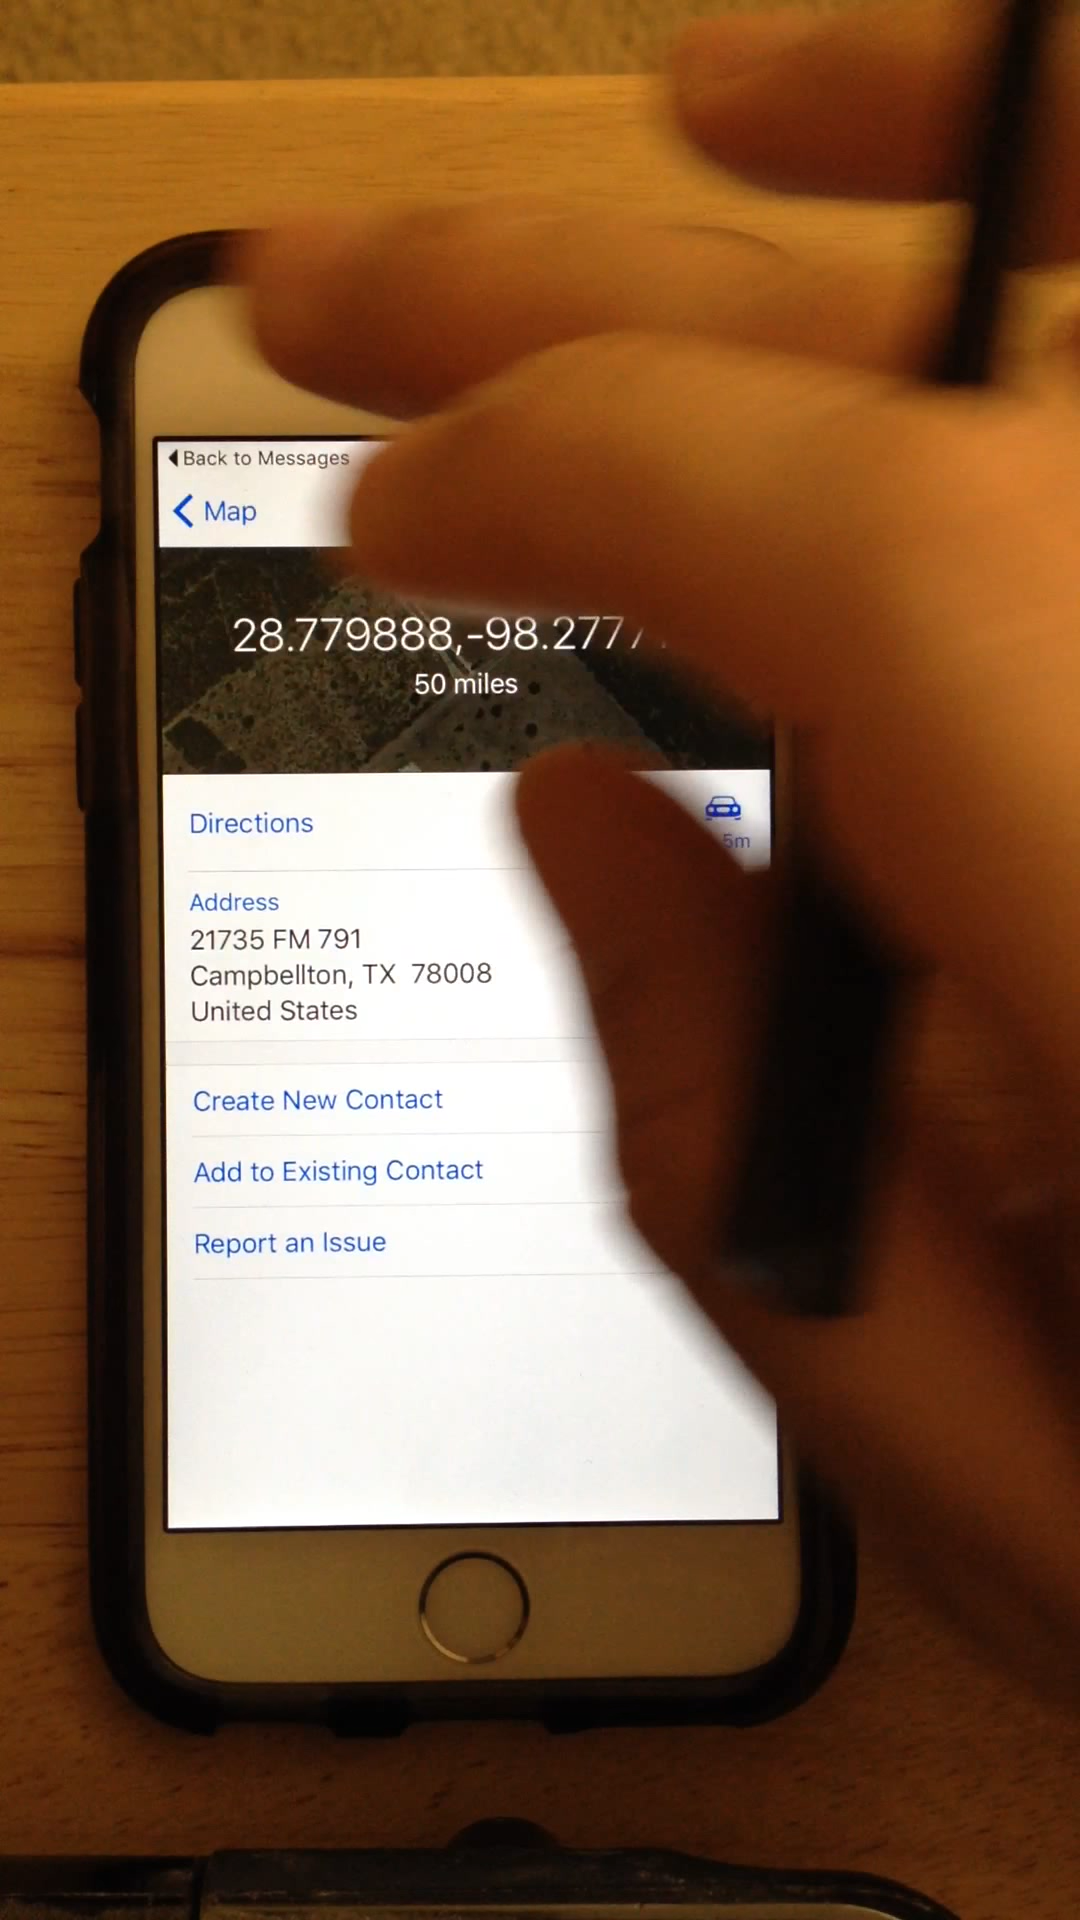 Back to Messages
Map
28.779888,-98.277
50 miles
Directions
5m
Address
21735 FM 791
Campbellton, TX 78008
United States
Create New Contact
Add to Existing Contact
Report an Issue